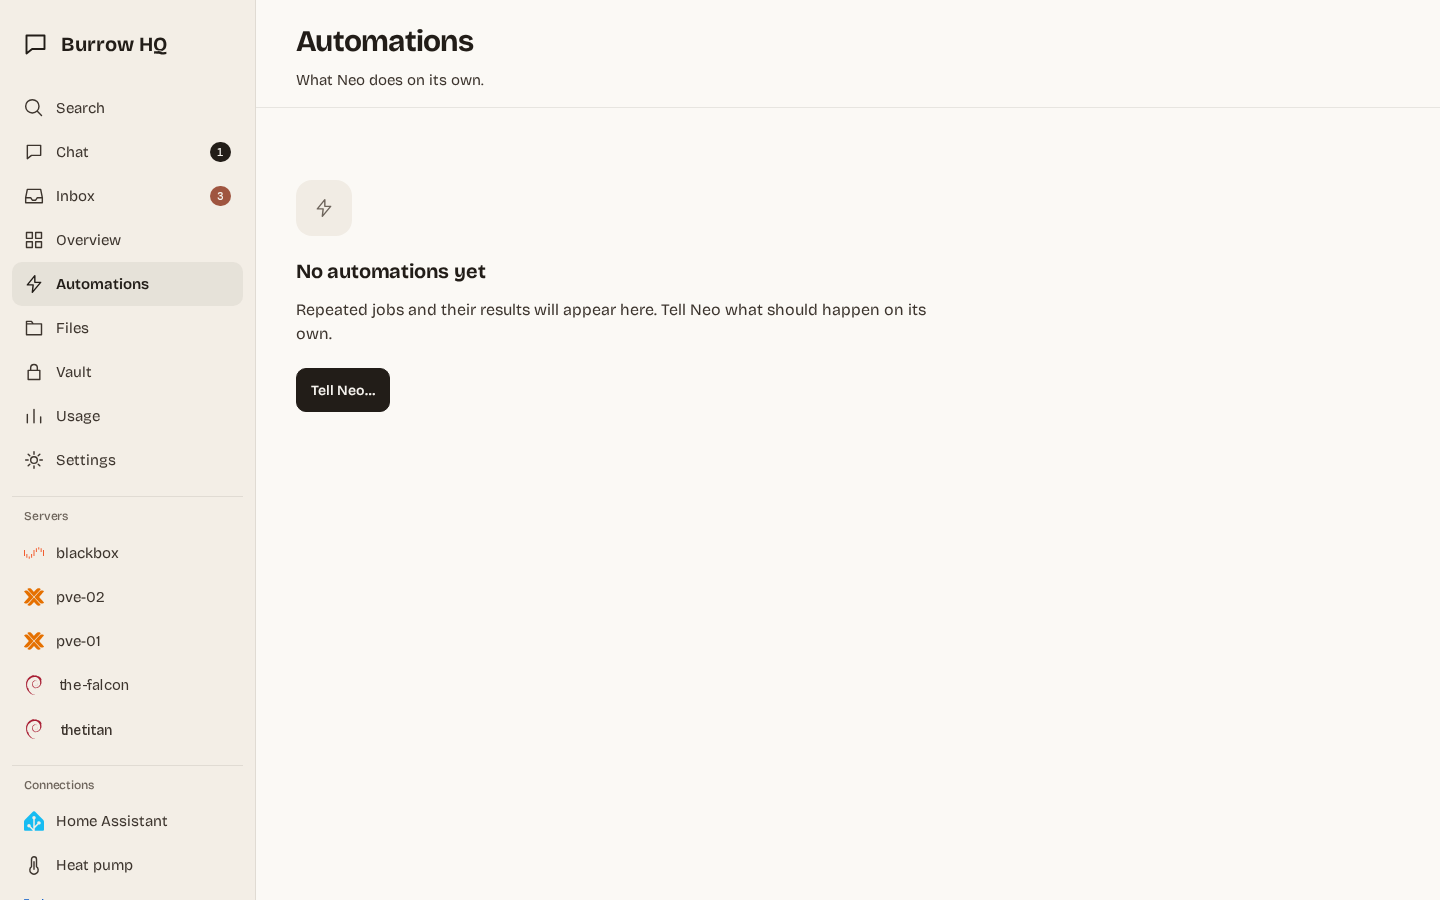 Burrow HQ
Search
Chat 1
Inbox 3
Overview
Automations
Files
Vault
Usage
Settings
Servers
blackbox
pve-02
pve-01
the-falcon
thetitan
Connections
Home Assistant
Heat pump
Automations
What Neo does on its own.
No automations yet
Repeated jobs and their results will appear here. Tell Neo what should happen on its
own.
Tell Neo...